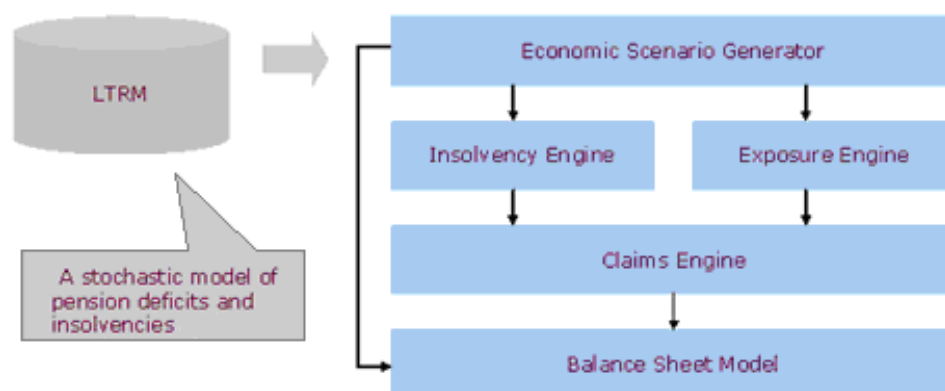 LTRM
A stochastic model of
pension deficits and
insolvencies
Economic Scenario Generator
Insolvency Engine
Exposure Engine
Claims Engine
Balance Sheet Model